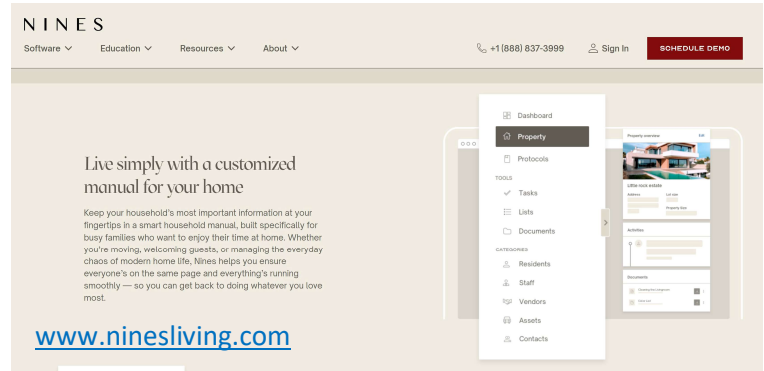 NINES
Software Education Resources About +1 (888) 837-3999 Sign In SCHEDULE DEMO
Live simply with a customized
manual for your home
Keep your household's most important information at your
fingertips in a smart household manual, built specifically for
busy families who want to enjoy their time at home. Whether
you're moving, welcoming guests, or managing the everyday
chaos of modern home life, Nines helps you ensure
everyone's on the same page and everything's running
smoothly — so you can get back to doing whatever you love
most.
www.ninesliving.com
Dashboard
Property
Protocols
TOOLS
Tasks
Lists
Documents
CATEGORIES
Residents
Staff
Vendors
Assets
Contacts
Property overview Edit
Little rock estate
Address Lot size
Property Size
Activities
Documents